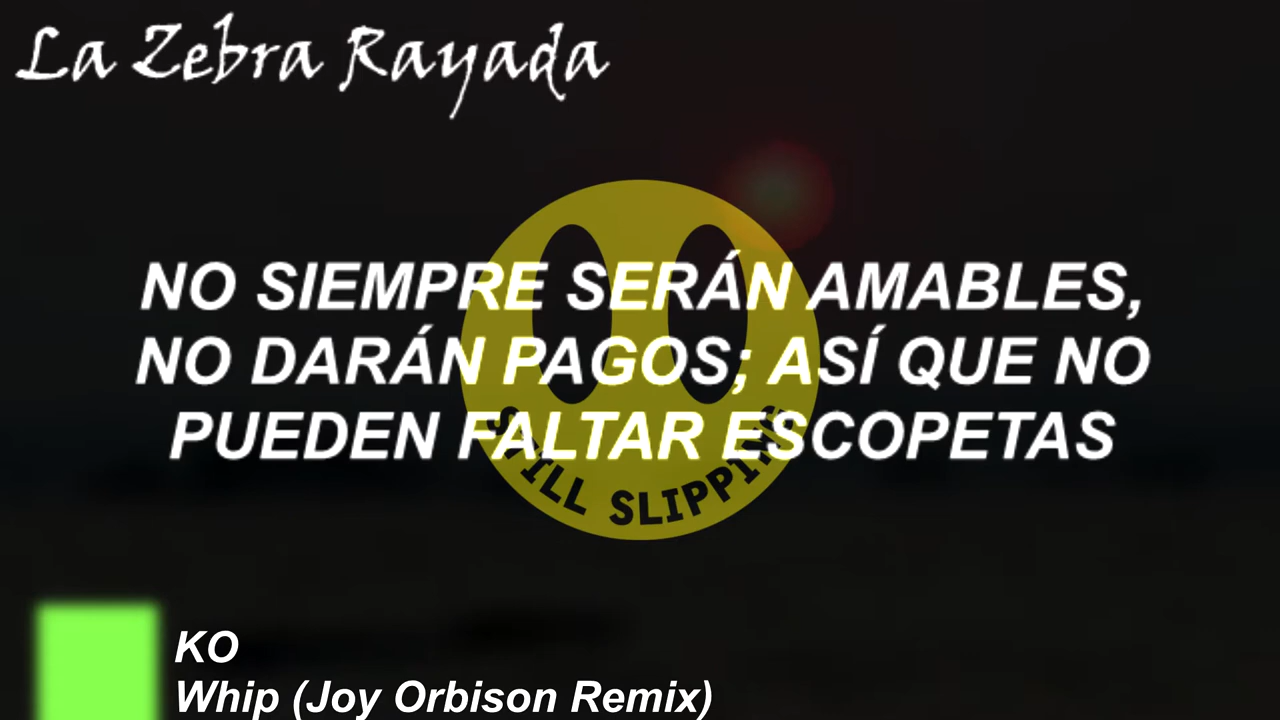 La Zebra Rayada
NO SIEMPRE SERÁN AMABLES,
NO DARÁN PAGOS; ASÍ QUE NO
PUEDEN FALTAR ESCOPETAS
STILL SLIPPING
KO
Whip (Joy Orbison Remix)